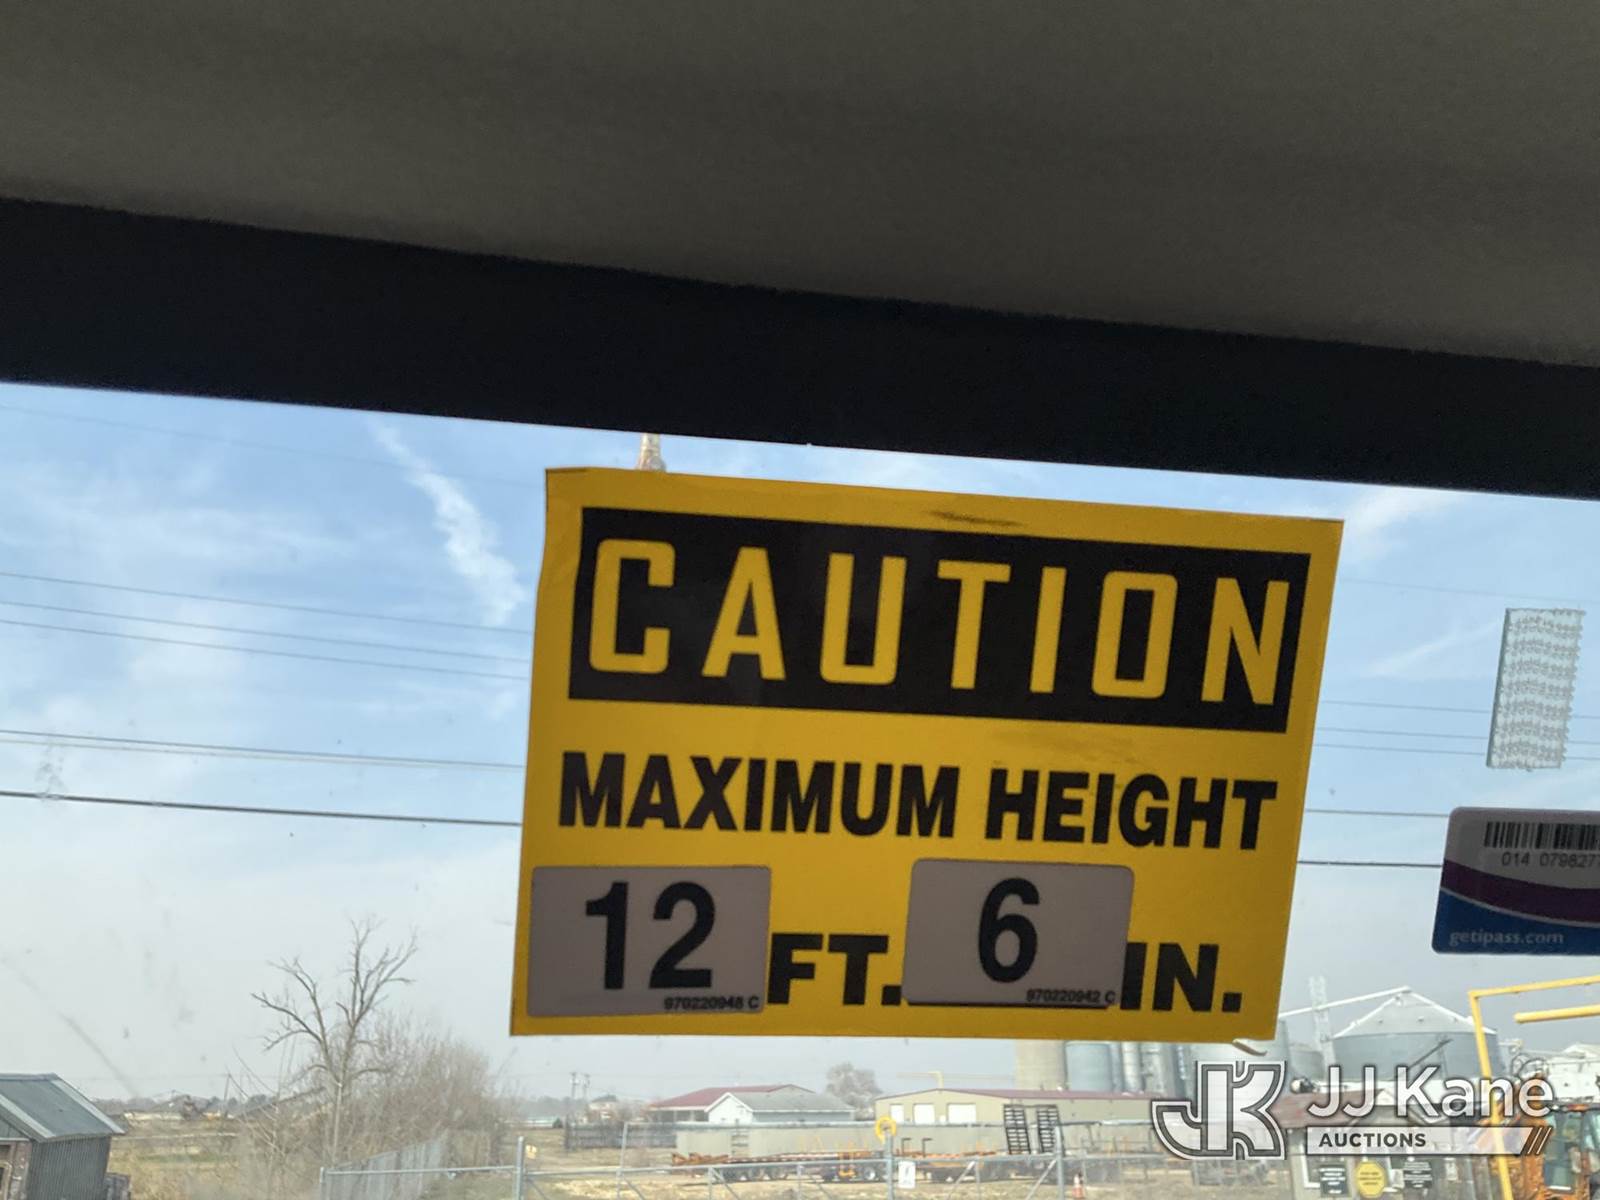 CAUTION
MAXIMUM HEIGHT
12 FT. 6 IN.
970220948 C
970220942 C
014 079827
getipass.com
JJ Kane
AUCTIONS